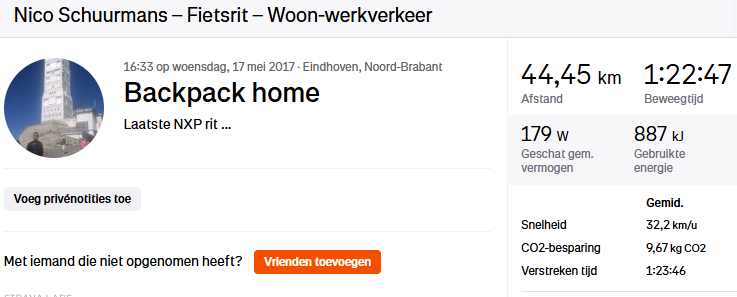 Nico Schuurmans – Fietsrit – Woon-werkverkeer
16:33 op woensdag, 17 mei 2017 · Eindhoven, Noord-Brabant
Backpack home
Laatste NXP rit ...
Voeg privénotities toe
Met iemand die niet opgenomen heeft? Vrienden toevoegen
44,45 km 1:22:47
Afstand Beweegtijd
179 W 887 kJ
Geschat gem. Gebruikte
vermogen energie
Gemid.
Snelheid 32,2 km/u
CO2-besparing 9,67 kg CO2
Verstreken tijd 1:23:46